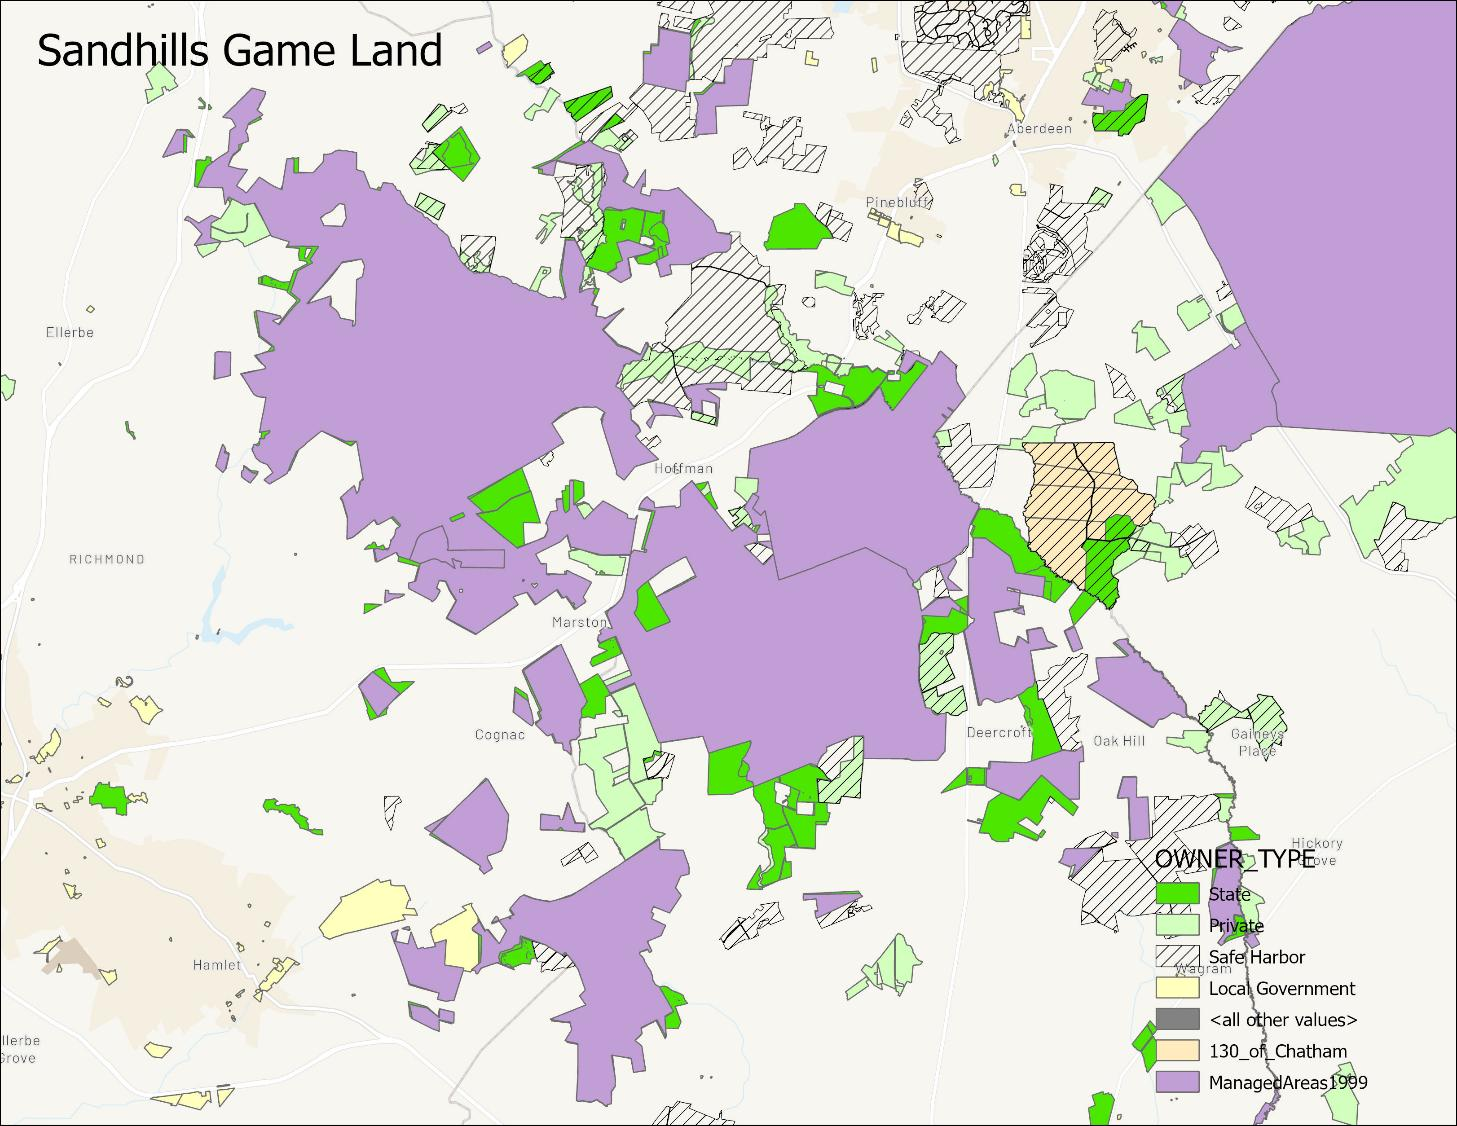 Sandhills Game Land
Aberdeen
Pinebluff
Ellerbe
Hoffman
RICHMOND
Marston
Cognac
Deercroft
Oak Hill
Gaineys
Place
Hickory
Grove
Hamlet
Wagram
llerbe
Grove
OWNER_TYPE
State
Private
Safe Harbor
Local Government
<all other values>
130_of_Chatham
ManagedAreas1999